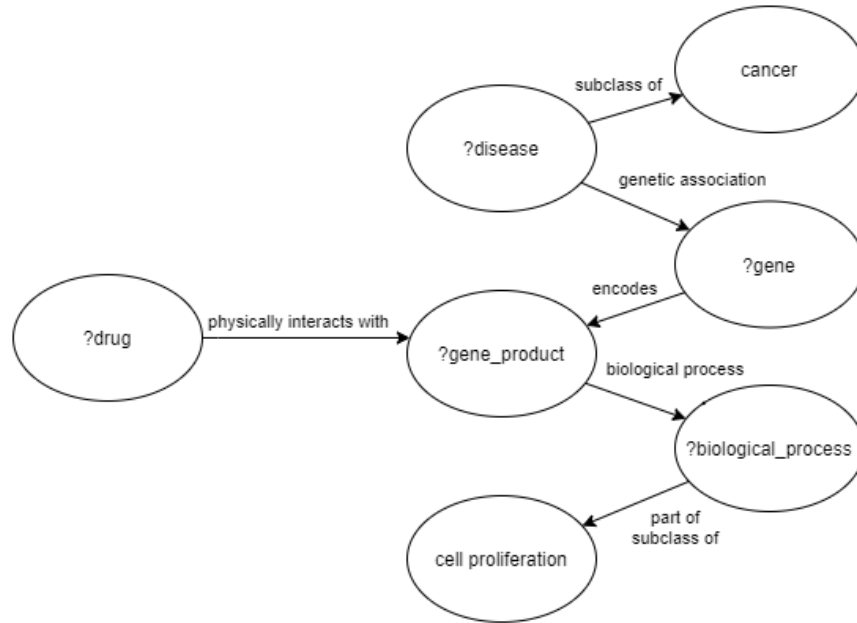 cancer
subclass of
?disease
genetic association
?gene
encodes
physically interacts with
?drug
?gene_product
biological process
?biological_process
part of
subclass of
cell proliferation